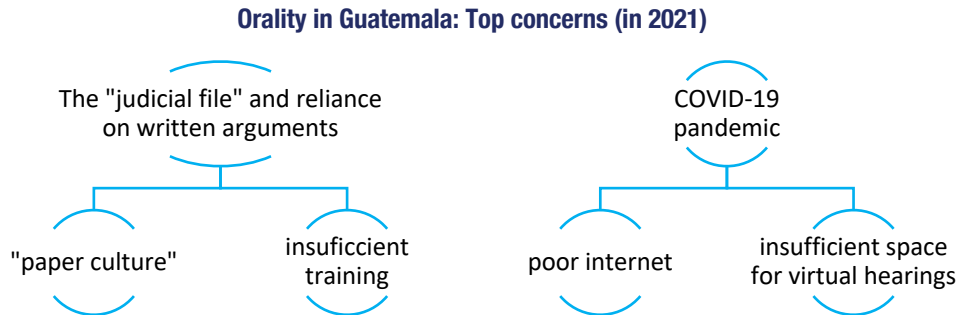 Orality in Guatemala: Top concerns (in 2021)
The "judicial file" and reliance
on written arguments
COVID-19
pandemic
"paper culture"
insuficcient
training
poor internet
insufficient space
for virtual hearings